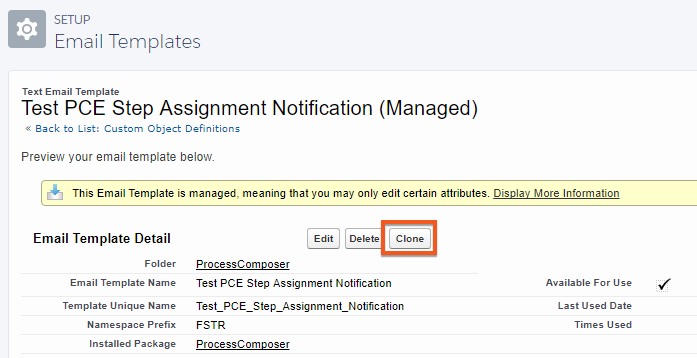 SETUP
Email Templates
Text Email Template
Test PCE Step Assignment Notification (Managed)
« Back to List: Custom Object Definitions
Preview your email template below.
This Email Template is managed, meaning that you may only edit certain attributes. Display More Information
Email Template Detail Edit Delete Clone
Folder ProcessComposer
Email Template Name Test PCE Step Assignment Notification Available For Use
Template Unique Name Test_PCE_Step_Assignment_Notification Last Used Date
Namespace Prefix FSTR Times Used
Installed Package ProcessComposer